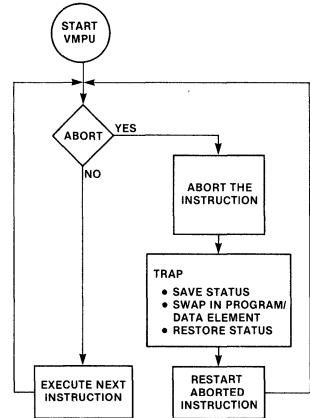 START
VMPU
ABORT
YES
NO
ABORT THE
INSTRUCTION
TRAP
• SAVE STATUS
• SWAP IN PROGRAM/
DATA ELEMENT
• RESTORE STATUS
EXECUTE NEXT
INSTRUCTION
RESTART
ABORTED
INSTRUCTION